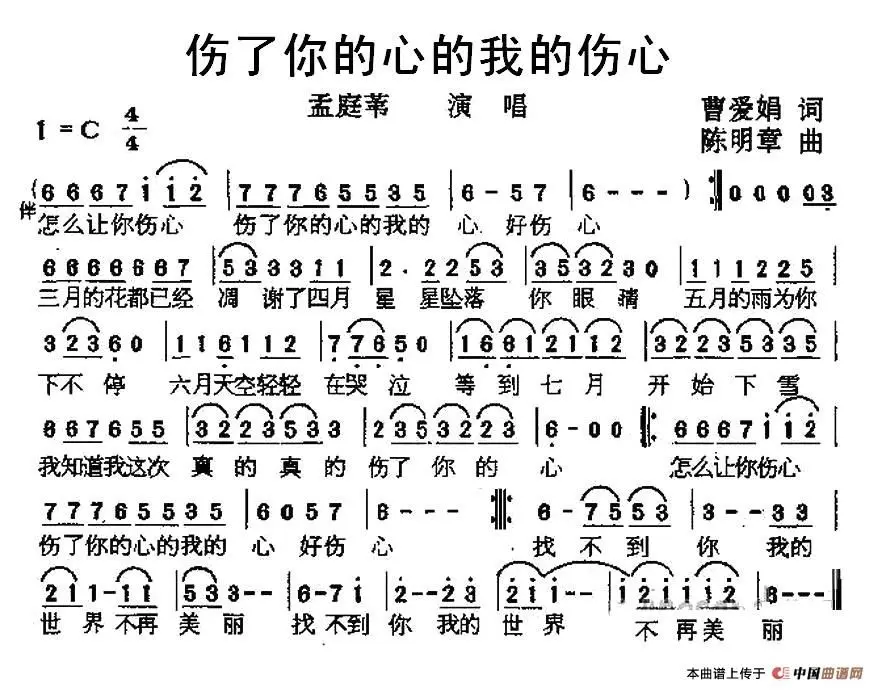 伤了你的心的我的伤心
孟庭苇 演 唱
曹爱娟 词
1 = C 4/4
陈明章 曲
( 6 6 6 7 i i 2 | 7 7 7 6 5 5 3 5 | 6 - 5 7 | 6 - - - ) |: 0 0 0 0 3
伴 怎么让你伤心 伤了你的心的我的 心 好伤 心
6 6 6 6 6 6 7 | 5 3 3 3 1 1 | 2 . 2 2 5 3 | 3 5 3 2 3 0 | 1 1 1 2 2 5
三月的花都已经 凋 谢了四月 星 星坠落 你 眼 睛 五月的雨为你
3 2 3 6 0 | 1 1 6 1 1 2 | 7 7 6 5 0 | 1 6 6 1 2 1 1 2 | 3 2 2 3 5 3 3 5 |
下不 停 六月天空轻轻 在哭 泣 等 到 七 月 开 始 下 雪
6 6 7 6 5 5 | 3 2 2 3 5 3 3 | 2 3 5 3 3 2 2 3 | 6 - 0 0 :| 6 6 6 7 i i 2 |
我知道我这次 真 的 真 的 伤了 你 的 心 怎么让你伤心
7 7 7 6 5 5 3 5 | 6 0 5 7 | 6 - - - :| 6 - 7 5 5 3 | 3 - - 3 3 |
伤了你的心的我的 心 好伤 心 找 不 到 你 我的
2 1 1 - 1 1 | 5 3 3 - - | 6 - 7 i | 2 - - 2 3 | 2 i i - - | i 2 i i i 2 | 6 - - ||
世 界 不再 美 丽 找 不到 你 我的 世 界 不 再美 丽
本曲谱上传于 中国曲谱网